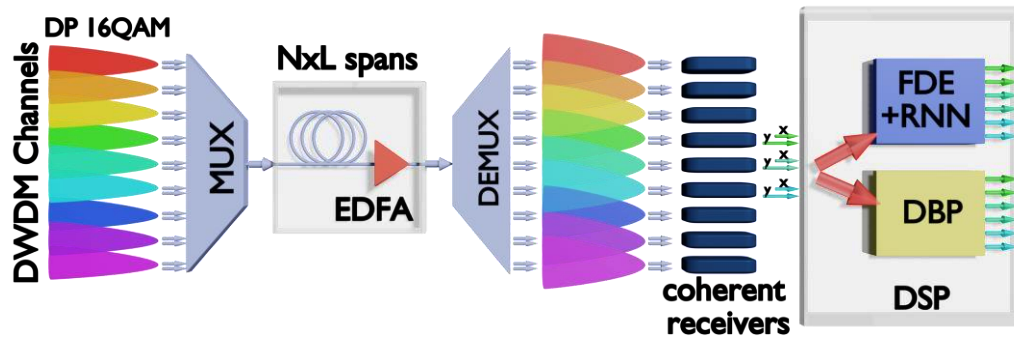 DP 16QAM
DWDM Channels
MUX
NxL spans
EDFA
DEMUX
coherent
receivers
y x
y x
y x
FDE
+RNN
DBP
DSP